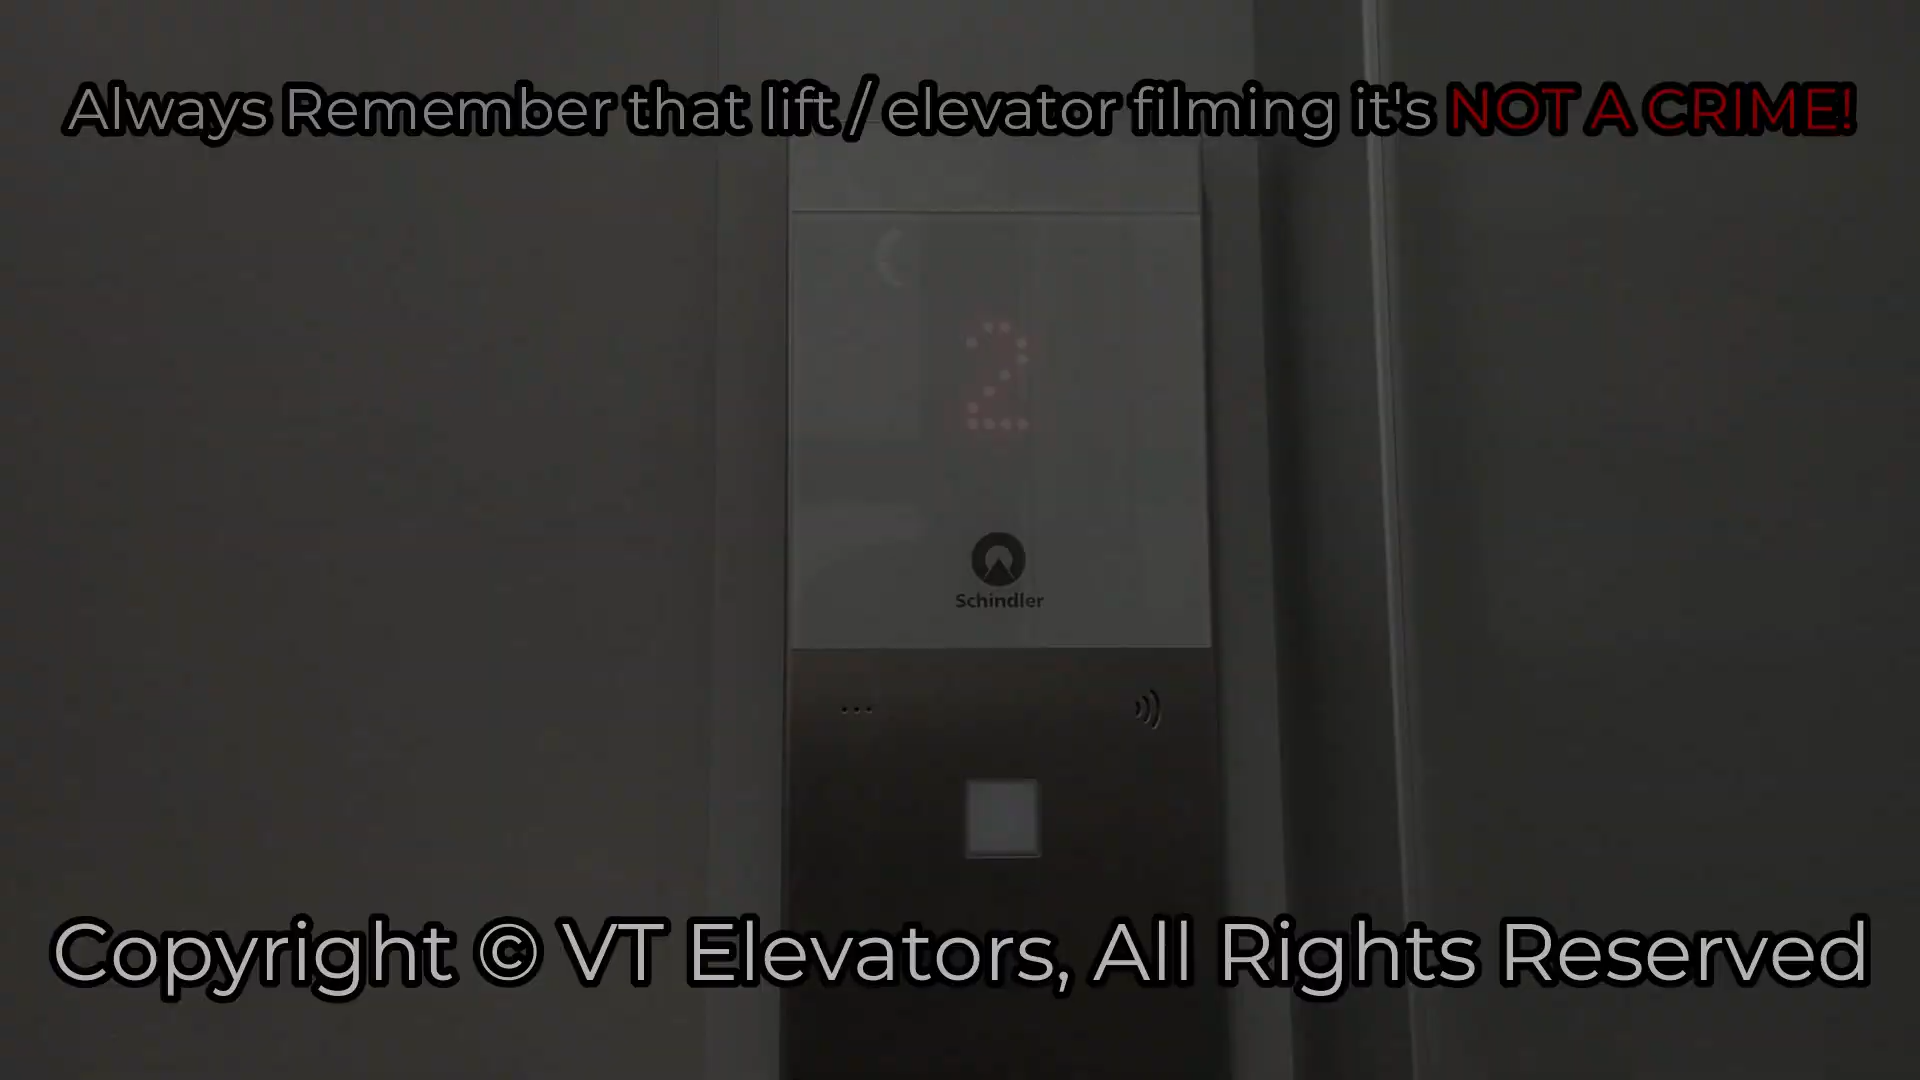 Always Remember that lift / elevator filming it's NOT A CRIME!
2
Schindler
Copyright © VT Elevators, All Rights Reserved